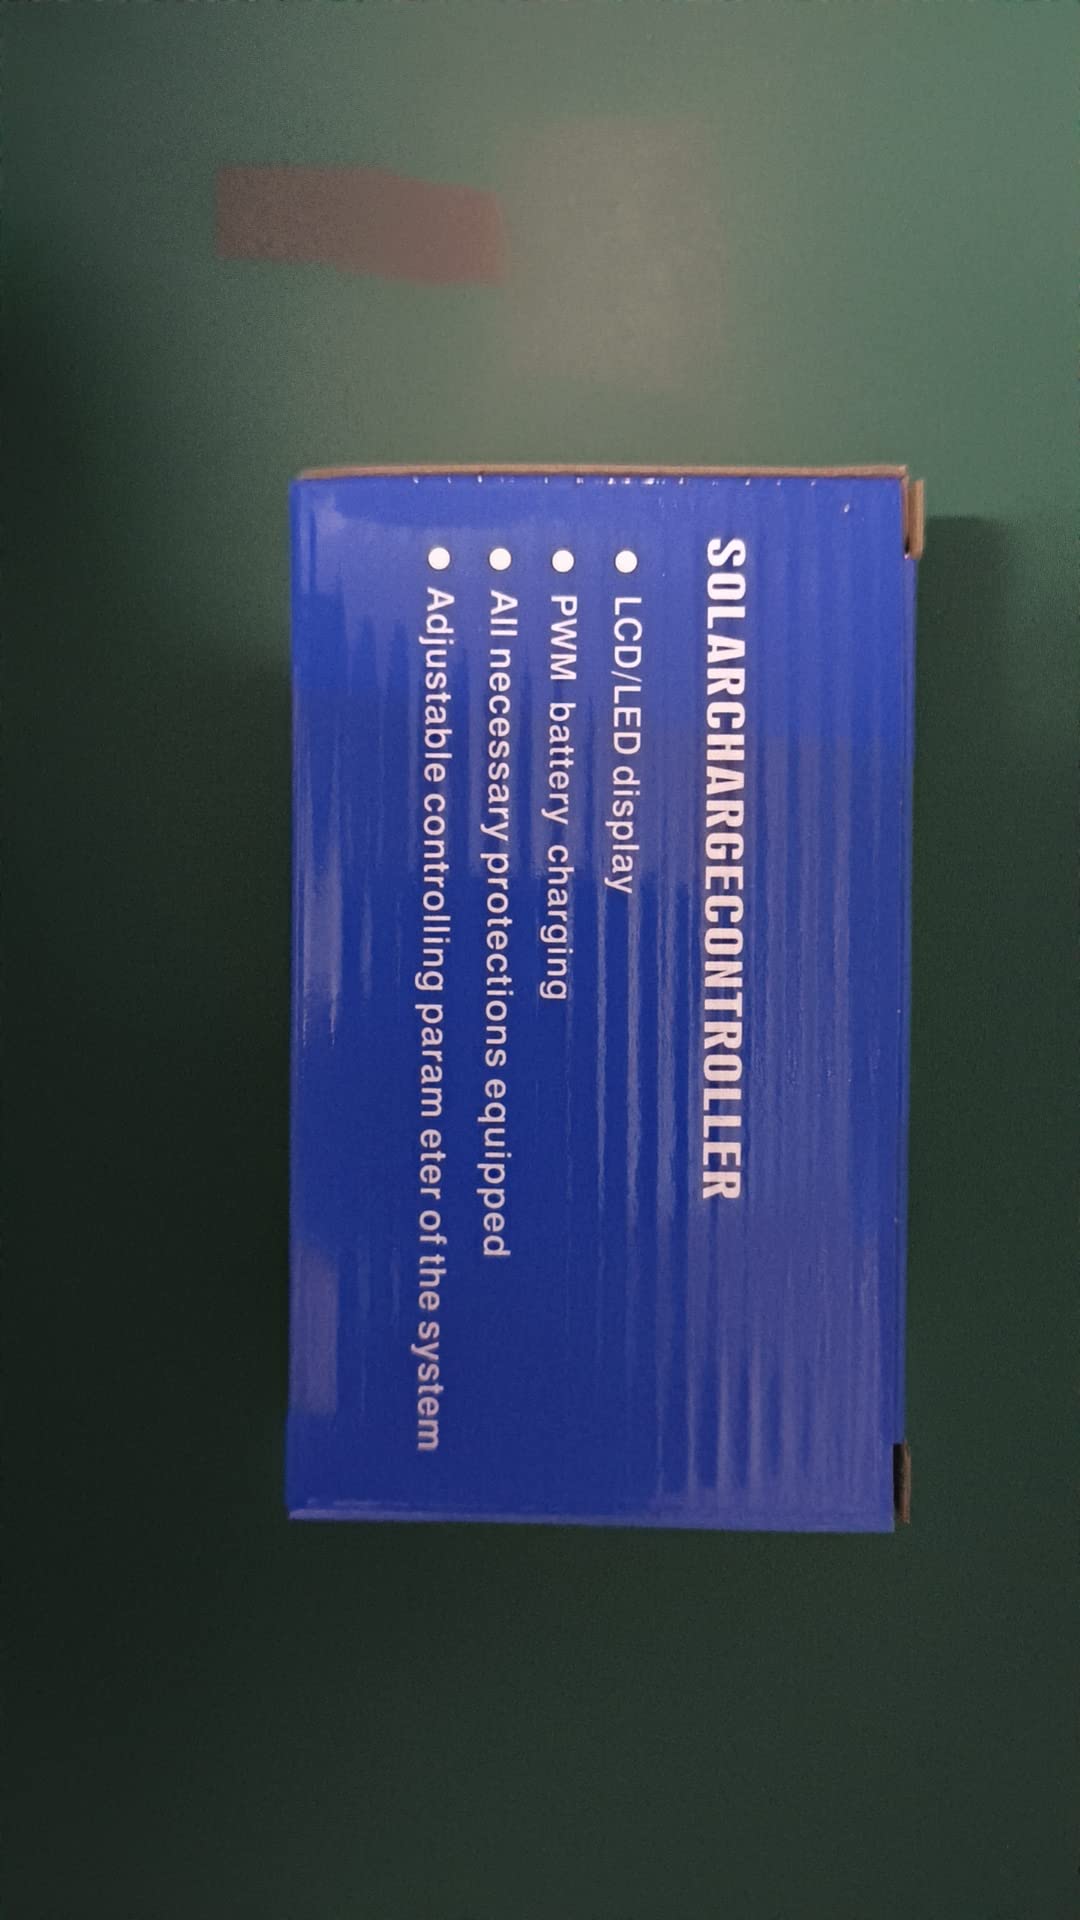 SOLARCHARGECONTROLLER
● LCD/LED display
● PWM battery charging
● All necessary protections equipped
● Adjustable controlling param eter of the system